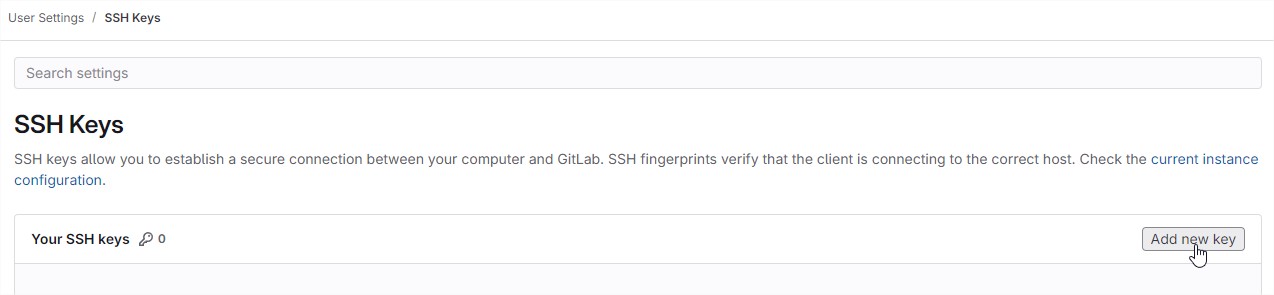 User Settings / SSH Keys
Search settings
SSH Keys
SSH keys allow you to establish a secure connection between your computer and GitLab. SSH fingerprints verify that the client is connecting to the correct host. Check the current instance
configuration.
Your SSH keys 0 Add new key